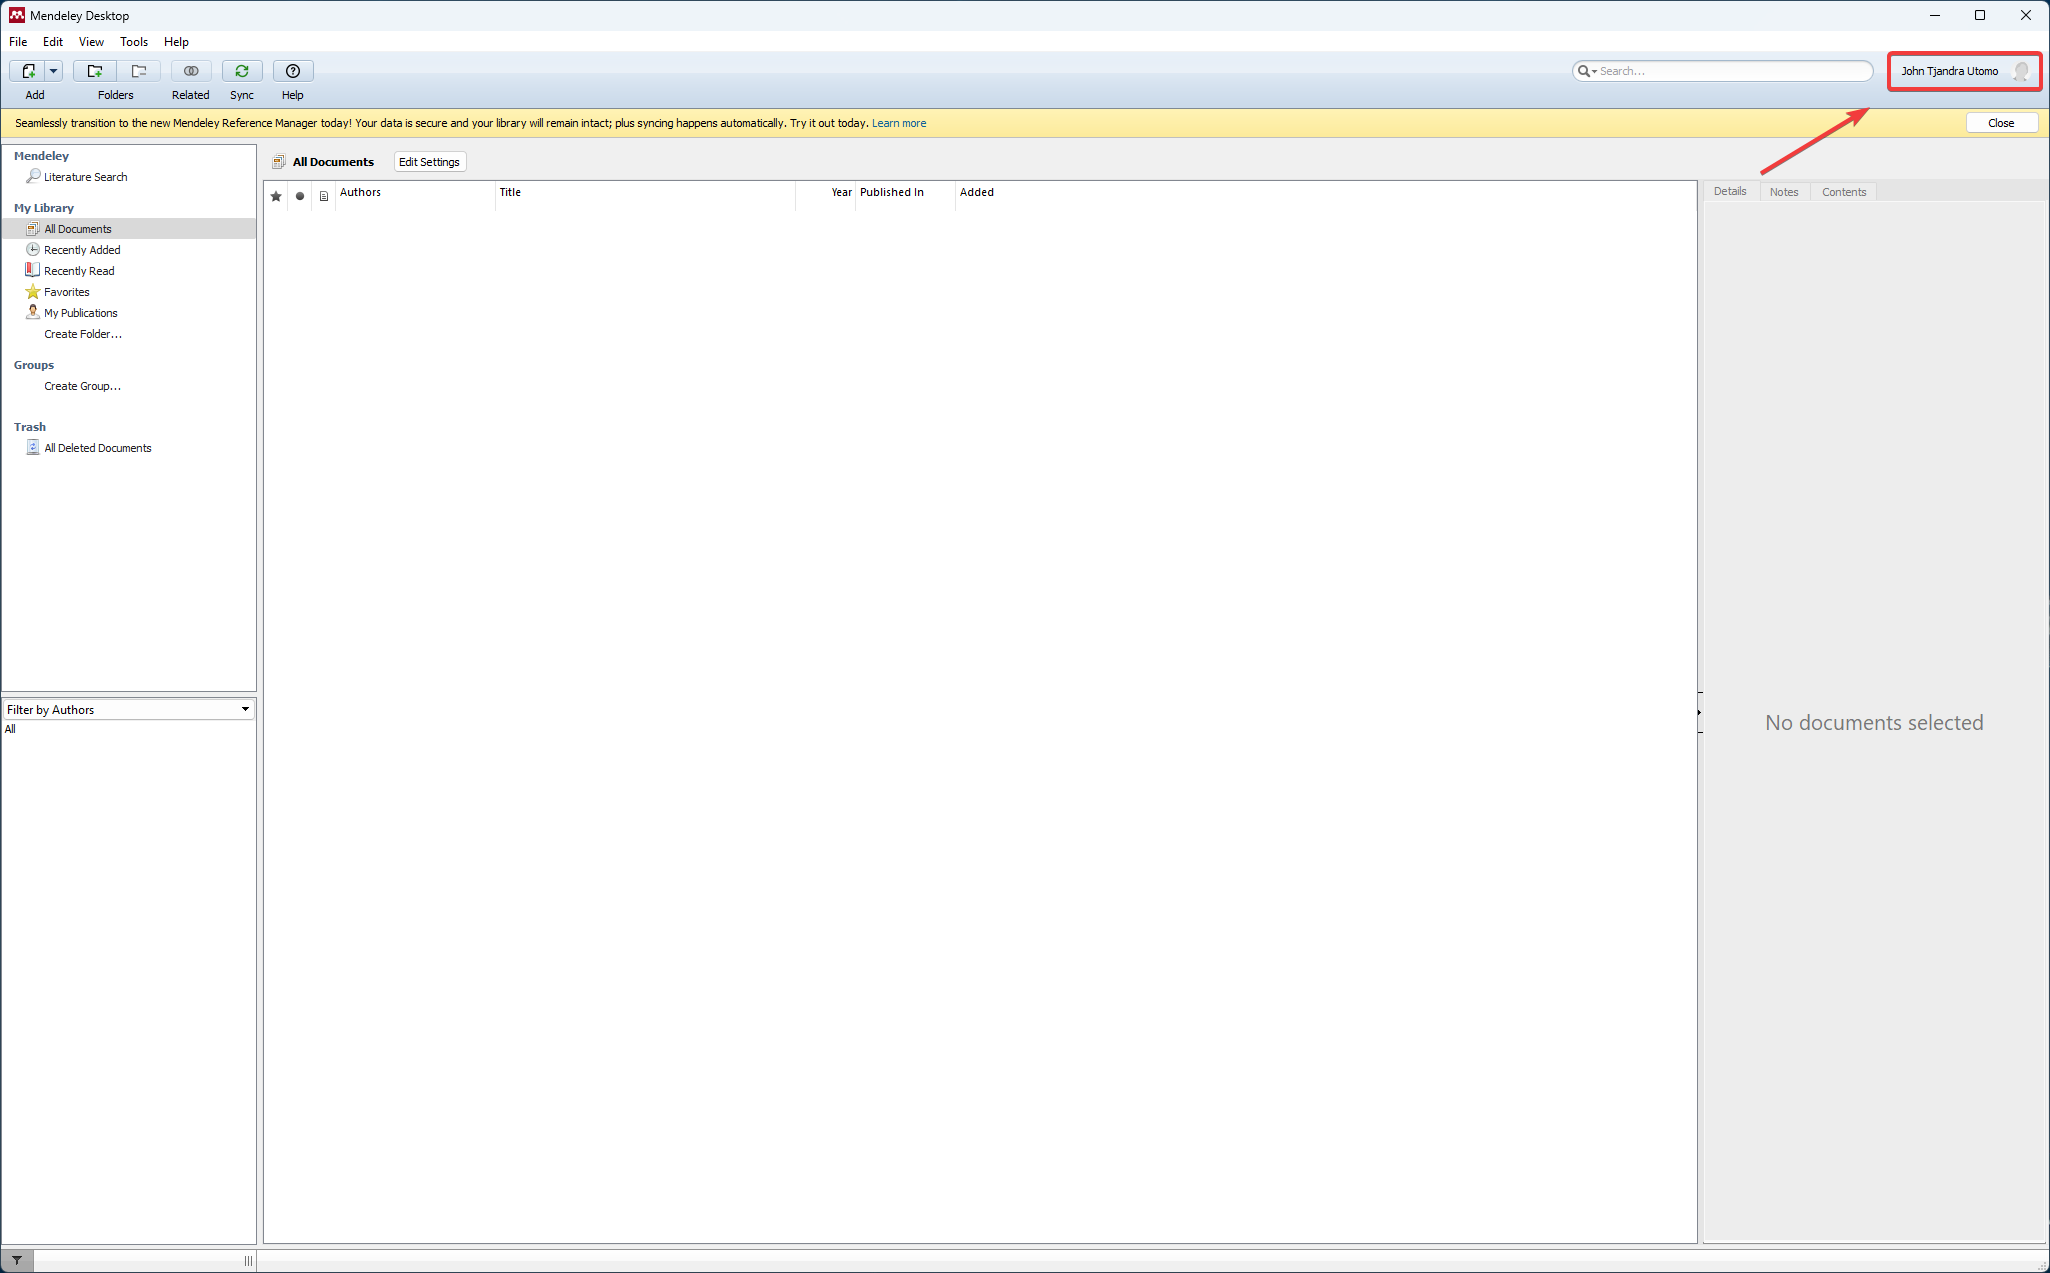 Mendeley Desktop
File Edit View Tools Help
Search...
John Tjandra Utomo
Add Folders Related Sync Help
Seamlessly transition to the new Mendeley Reference Manager today! Your data is secure and your library will remain intact; plus syncing happens automatically. Try it out today. Learn more
Close
Mendeley
Literature Search
My Library
All Documents
Recently Added
Recently Read
Favorites
My Publications
Create Folder...
Groups
Create Group...
Trash
All Deleted Documents
Filter by Authors
All
All Documents Edit Settings
Authors Title Year Published In Added
Details Notes Contents
No documents selected